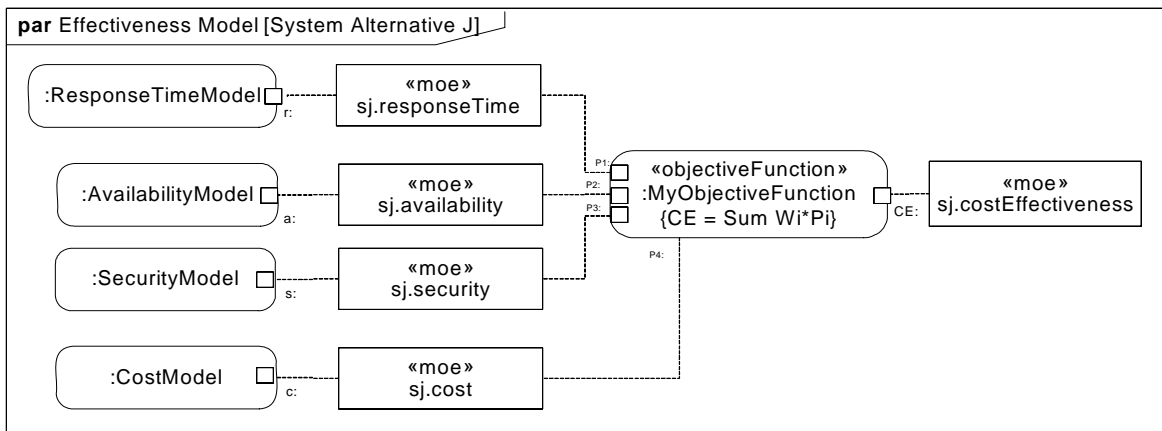 par Effectiveness Model [System Alternative J]
:ResponseTimeModel
r:
«moe»
sj.responseTime
:AvailabilityModel
a:
«moe»
sj.availability
:SecurityModel
s:
«moe»
sj.security
:CostModel
c:
«moe»
sj.cost
P1:
P2:
P3:
P4:
«objectiveFunction»
:MyObjectiveFunction
{CE = Sum Wi*Pi}
CE:
«moe»
sj.costEffectiveness